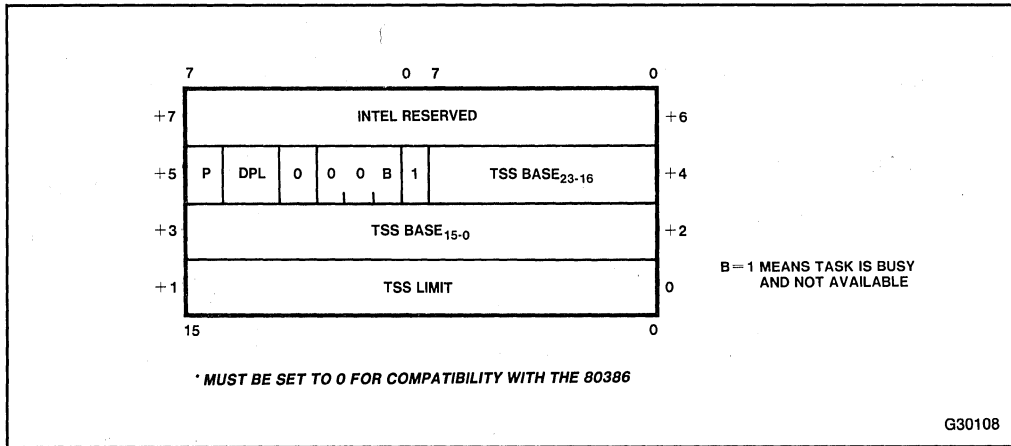 7 0 7 0
+7 INTEL RESERVED +6
+5 P DPL 0 0 0 B 1 TSS BASE23-16 +4
+3 TSS BASE15-0 +2
+1 TSS LIMIT 0
15 0
B=1 MEANS TASK IS BUSY
AND NOT AVAILABLE
* MUST BE SET TO 0 FOR COMPATIBILITY WITH THE 80386
G30108